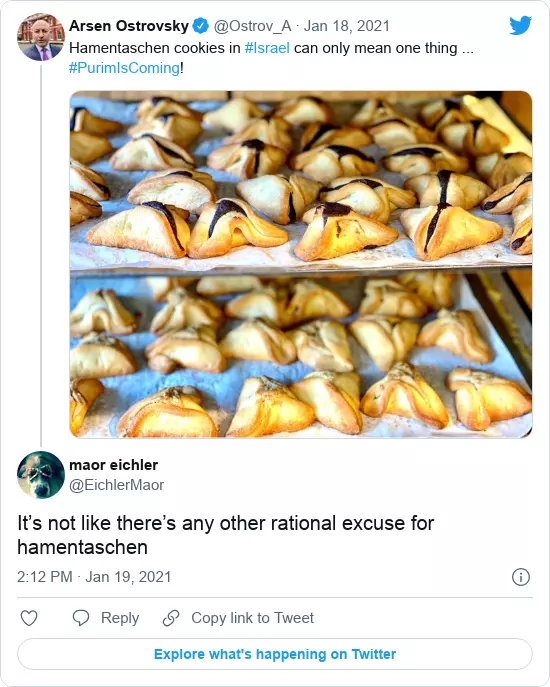 Arsen Ostrovsky @Ostrov_A · Jan 18, 2021
Hamentaschen cookies in #Israel can only mean one thing ...
#PurimIsComing!
maor eichler
@EichlerMaor
It’s not like there’s any other rational excuse for
hamentaschen
2:12 PM · Jan 19, 2021
Reply
Copy link to Tweet
Explore what's happening on Twitter